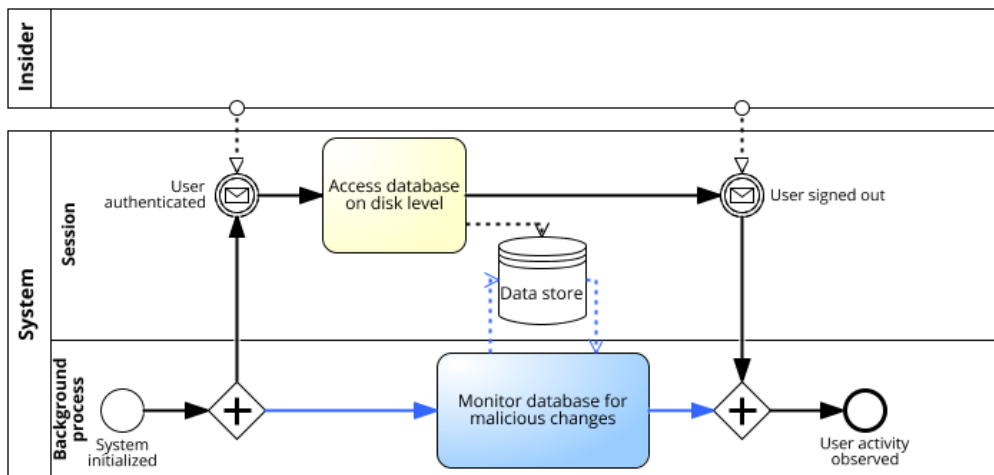 Insider
System
Session
User
authenticated
Access database
on disk level
User signed out
Data store
Background
process
System
initialized
Monitor database for
malicious changes
User activity
observed